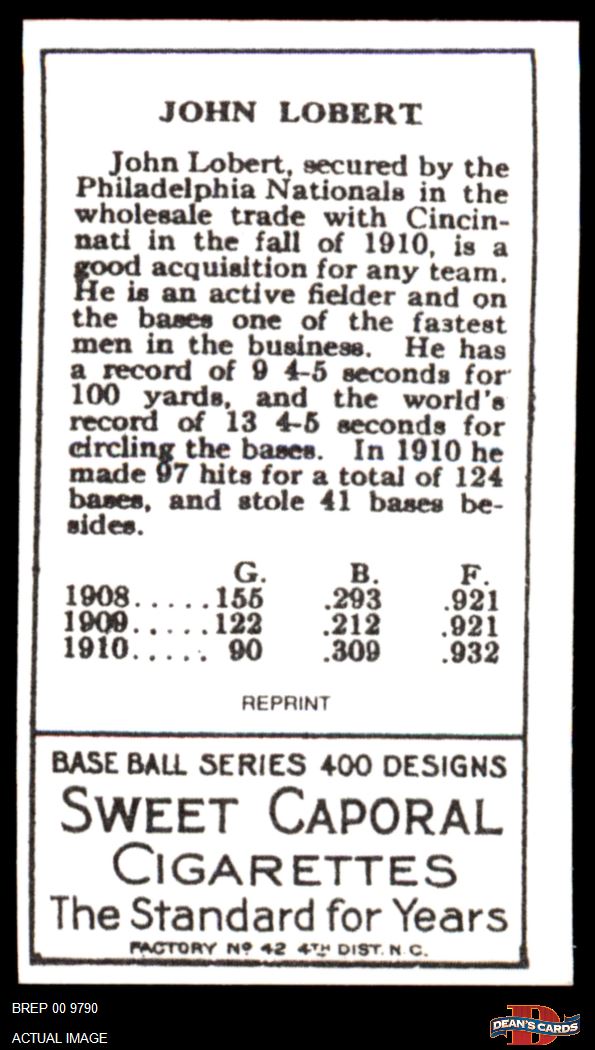 JOHN LOBERT
John Lobert, secured by the
Philadelphia Nationals in the
wholesale trade with Cincin-
nati in the fall of 1910, is a
good acquisition for any team.
He is an active fielder and on
the bases one of the fastest
men in the business. He has
a record of 9 4-5 seconds for
100 yards, and the world's
record of 13 4-5 seconds for
circling the bases. In 1910 he
made 97 hits for a total of 124
bases, and stole 41 bases be-
sides.
G. B. F.
1908.....155 .293 .921
1909.....122 .212 .921
1910..... 90 .309 .932
REPRINT
BASE BALL SERIES 400 DESIGNS
SWEET CAPORAL
CIGARETTES
The Standard for Years
FACTORY Nº 42 4TH DIST. N.C.
BREP 00 9790
ACTUAL IMAGE
D
DEAN'S CARDS